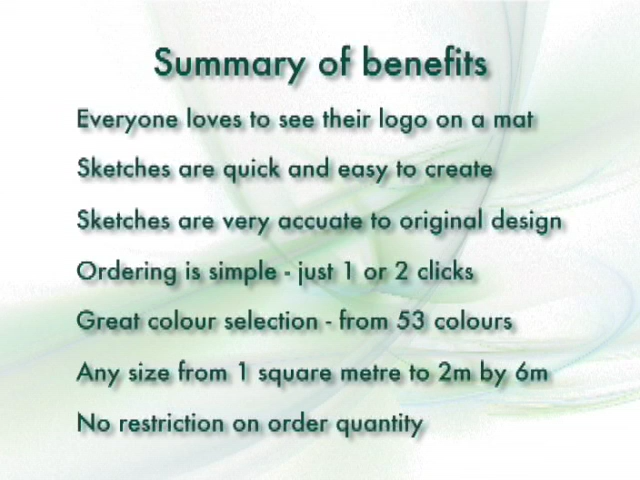 Summary of benefits
Everyone loves to see their logo on a mat
Sketches are quick and easy to create
Sketches are very accuate to original design
Ordering is simple - just 1 or 2 clicks
Great colour selection - from 53 colours
Any size from 1 square metre to 2m by 6m
No restriction on order quantity